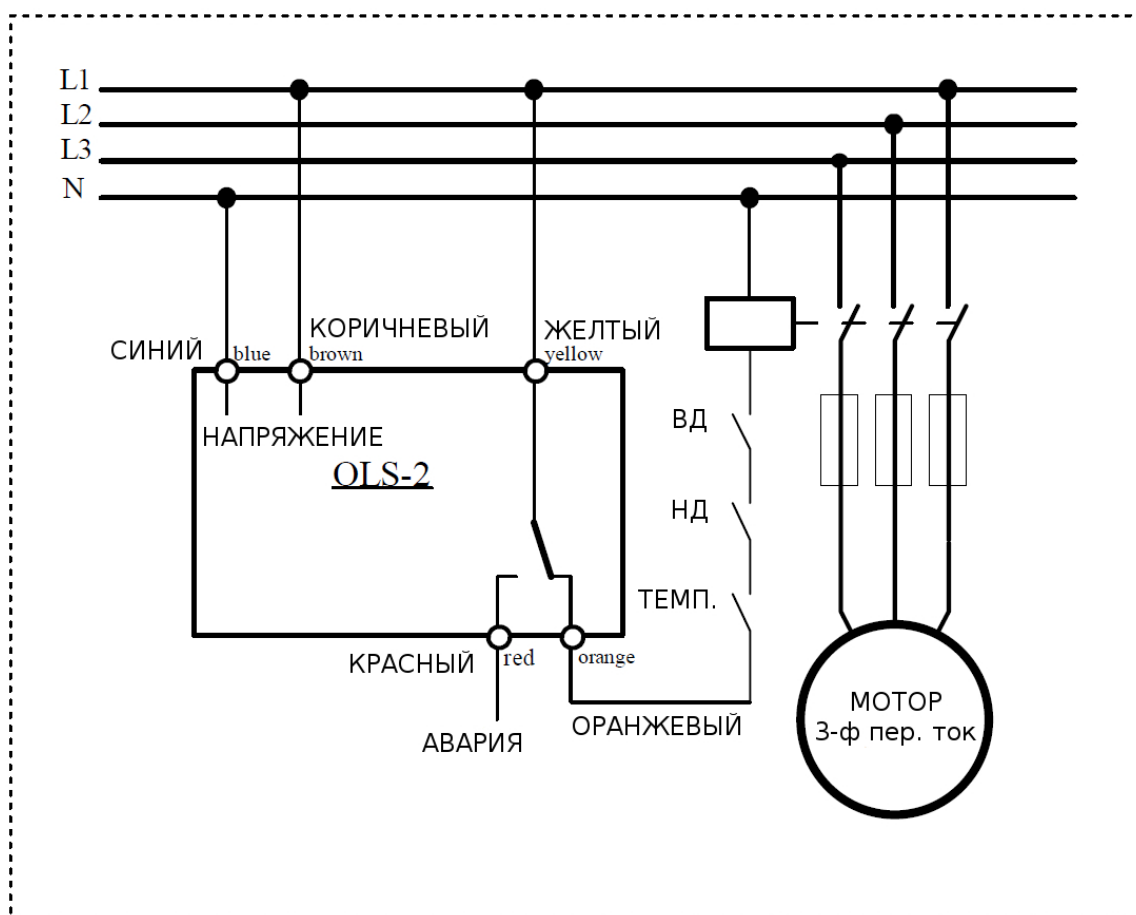 L1
L2
L3
N
СИНИЙ
blue
КОРИЧНЕВЫЙ
brown
ЖЕЛТЫЙ
yellow
НАПРЯЖЕНИЕ
OLS-2
ВД
НД
ТЕМП.
КРАСНЫЙ
red
orange
АВАРИЯ
ОРАНЖЕВЫЙ
МОТОР
3-ф пер. ток